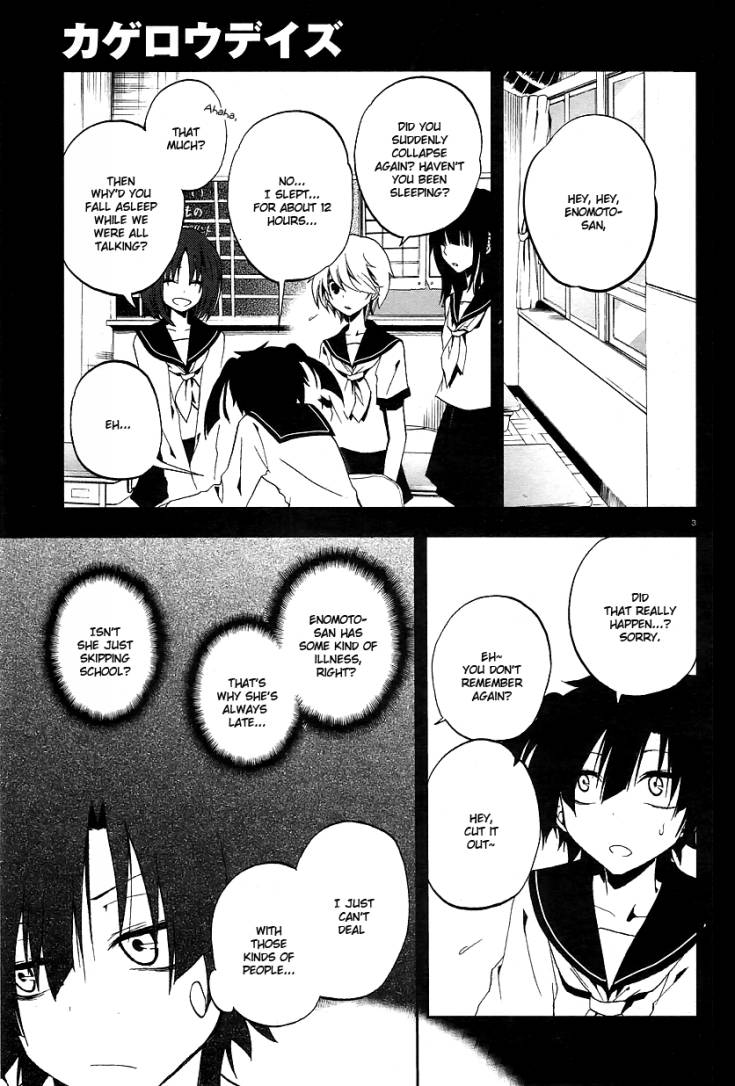 カゲロウデイズ
HEY, HEY,
ENOMOTO-
SAN,
DID YOU
SUDDENLY
COLLAPSE
AGAIN? HAVEN'T
YOU BEEN
SLEEPING?
NO...
I SLEPT...
FOR ABOUT 12
HOURS...
Ahaha,
THAT
MUCH?
THEN
WHY'D YOU
FALL ASLEEP
WHILE WE
WERE ALL
TALKING?
EH...
3
DID
THAT REALLY
HAPPEN...?
SORRY.
EH~
YOU DON'T
REMEMBER
AGAIN?
HEY,
CUT IT
OUT~
ENOMOTO-
SAN HAS
SOME KIND OF
ILLNESS,
RIGHT?
THAT'S
WHY SHE'S
ALWAYS
LATE...
ISN'T
SHE JUST
SKIPPING
SCHOOL?
I JUST
CAN'T
DEAL
WITH
THOSE
KINDS OF
PEOPLE...